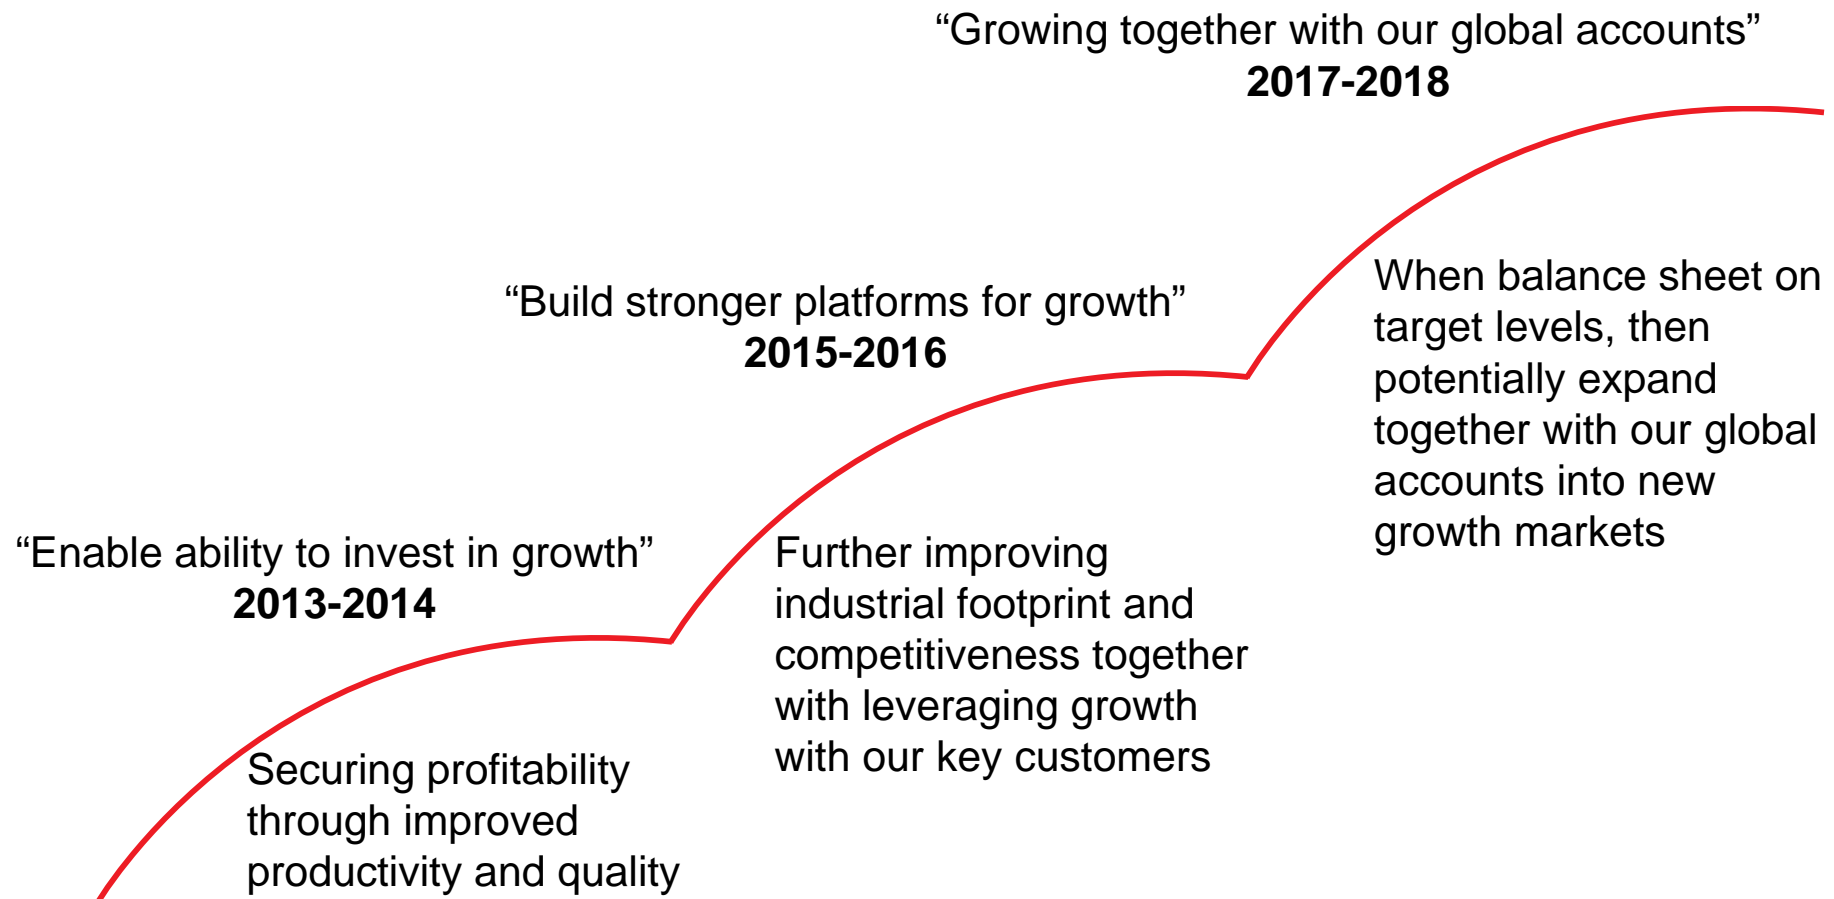 “Growing together with our global accounts”
2017-2018
When balance sheet on
target levels, then
potentially expand
together with our global
accounts into new
growth markets
“Build stronger platforms for growth”
2015-2016
Further improving
industrial footprint and
competitiveness together
with leveraging growth
with our key customers
“Enable ability to invest in growth”
2013-2014
Securing profitability
through improved
productivity and quality